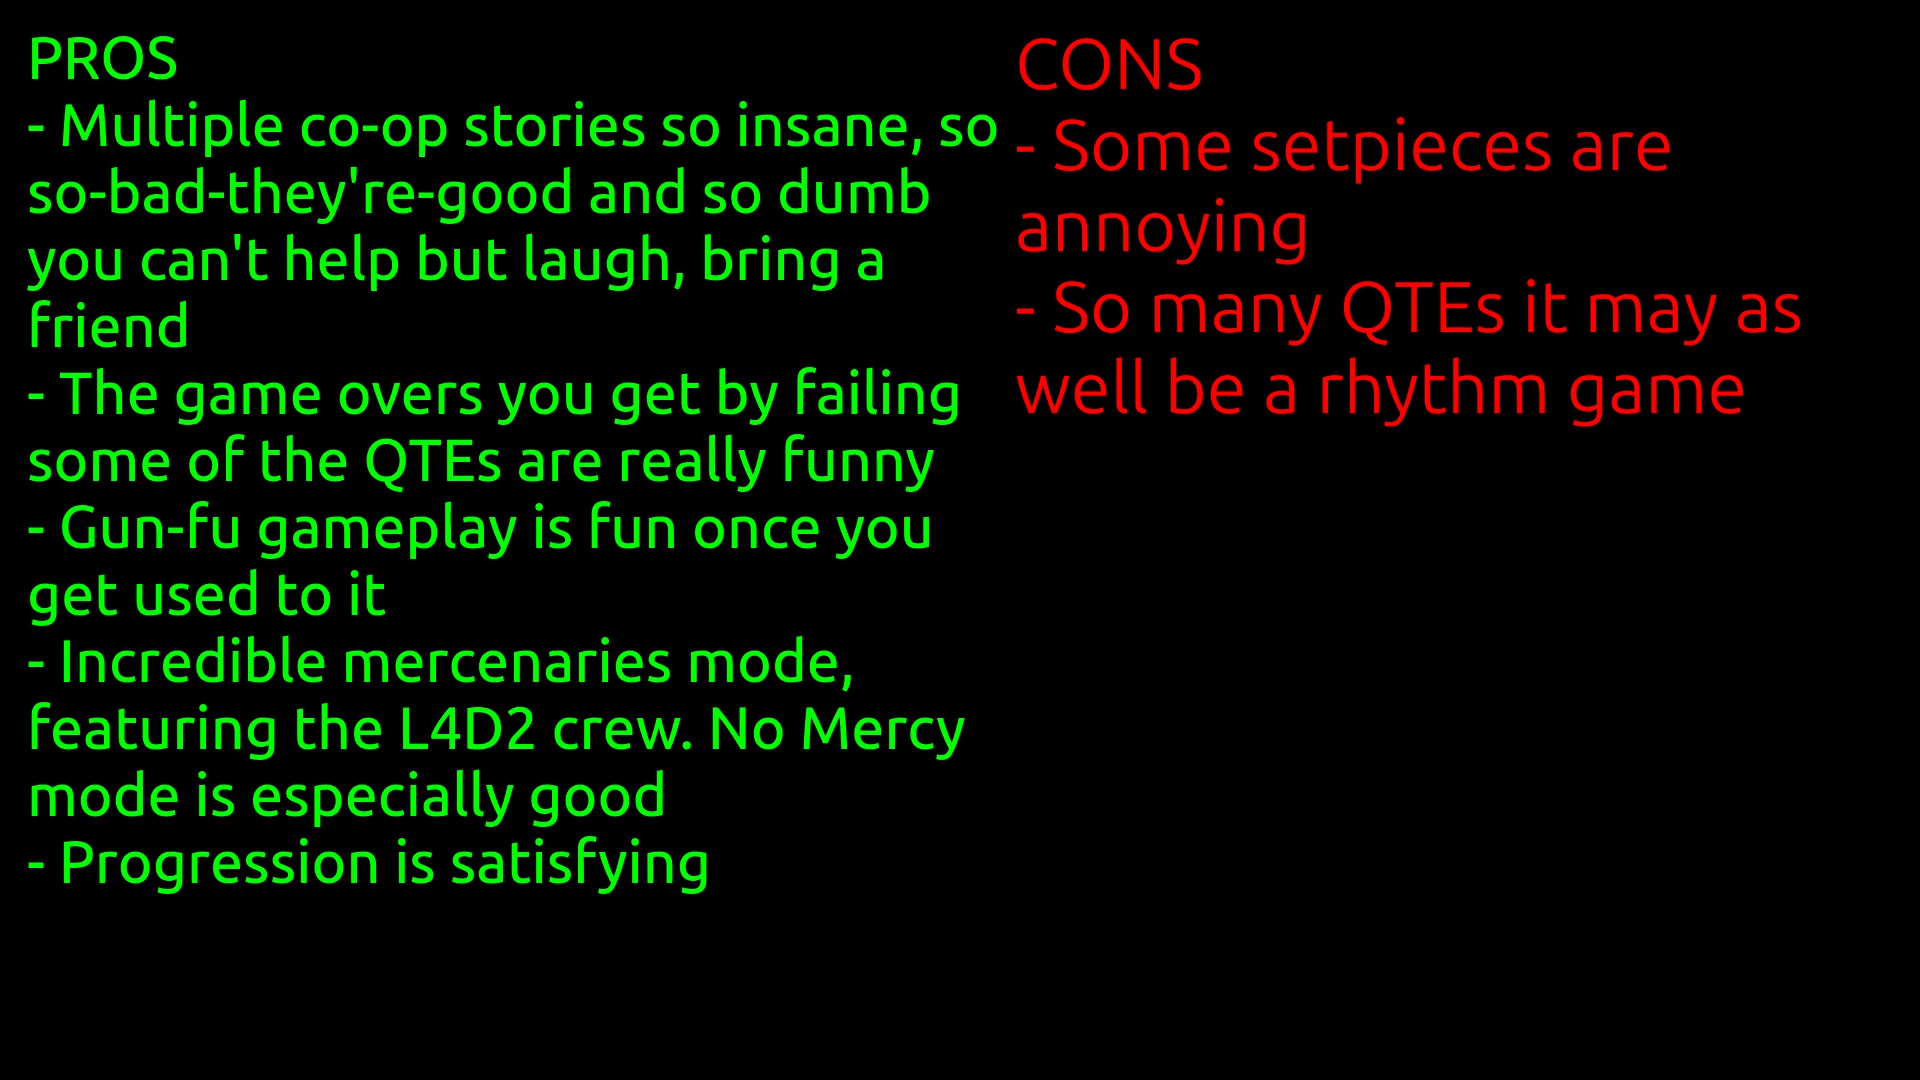 PROS
- Multiple co-op stories so insane, so
so-bad-they're-good and so dumb
you can't help but laugh, bring a
friend
- The game overs you get by failing
some of the QTEs are really funny
- Gun-fu gameplay is fun once you
get used to it
- Incredible mercenaries mode,
featuring the L4D2 crew. No Mercy
mode is especially good
- Progression is satisfying
CONS
- Some setpieces are
annoying
- So many QTEs it may as
well be a rhythm game